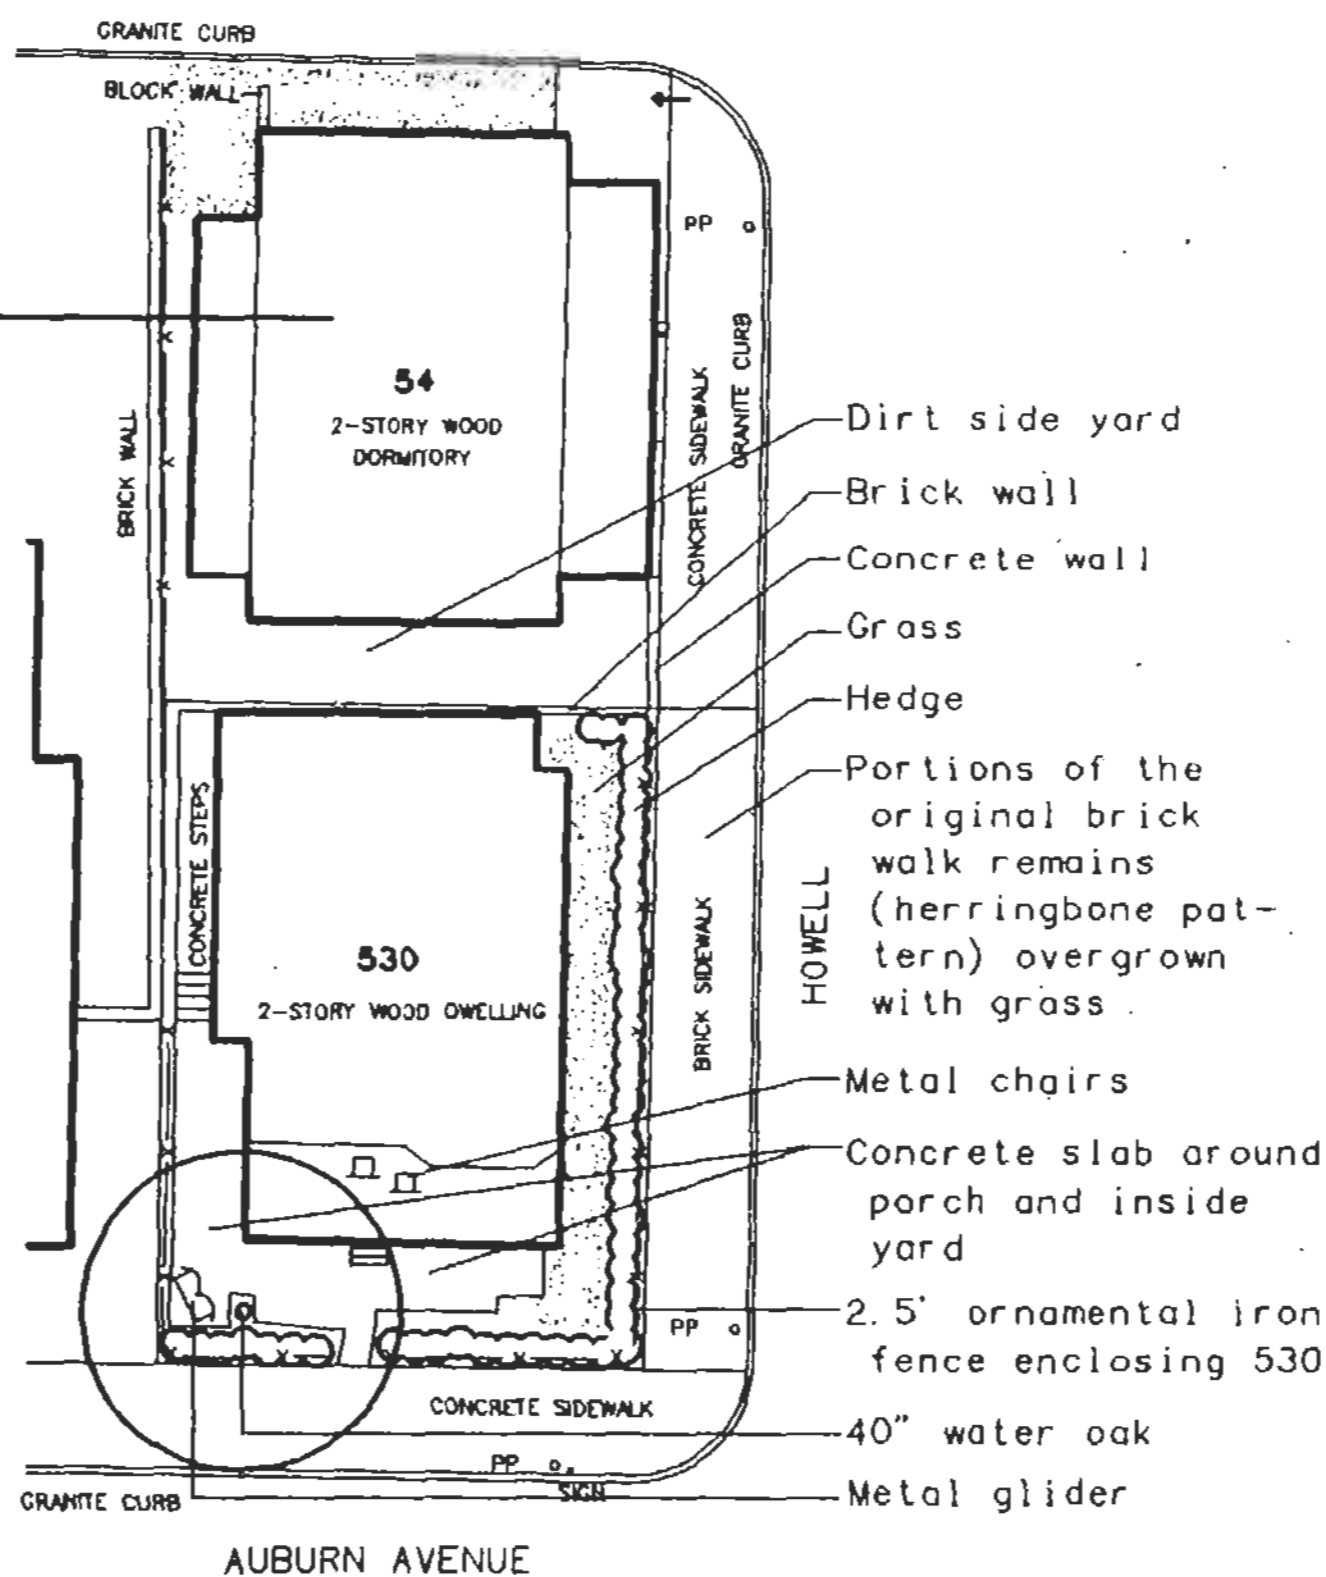 GRANITE CURB
BLOCK WALL
PP
GRANITE CURB
CONCRETE SIDEWALK
BRICK WALL
54
2-STORY WOOD
DORMITORY
Dirt side yard
Brick wall
Concrete wall
Grass
Hedge
Portions of the
original brick
walk remains
(herringbone pat-
tern) overgrown
with grass
CONCRETE STEPS
530
2-STORY WOOD DWELLING
BRICK SIDEWALK
HOWELL
Metal chairs
Concrete slab around
porch and inside
yard
2.5' ornamental iron
fence enclosing 530
PP
CONCRETE SIDEWALK
40" water oak
PP
SIGN
Metal glider
GRANITE CURB
AUBURN AVENUE